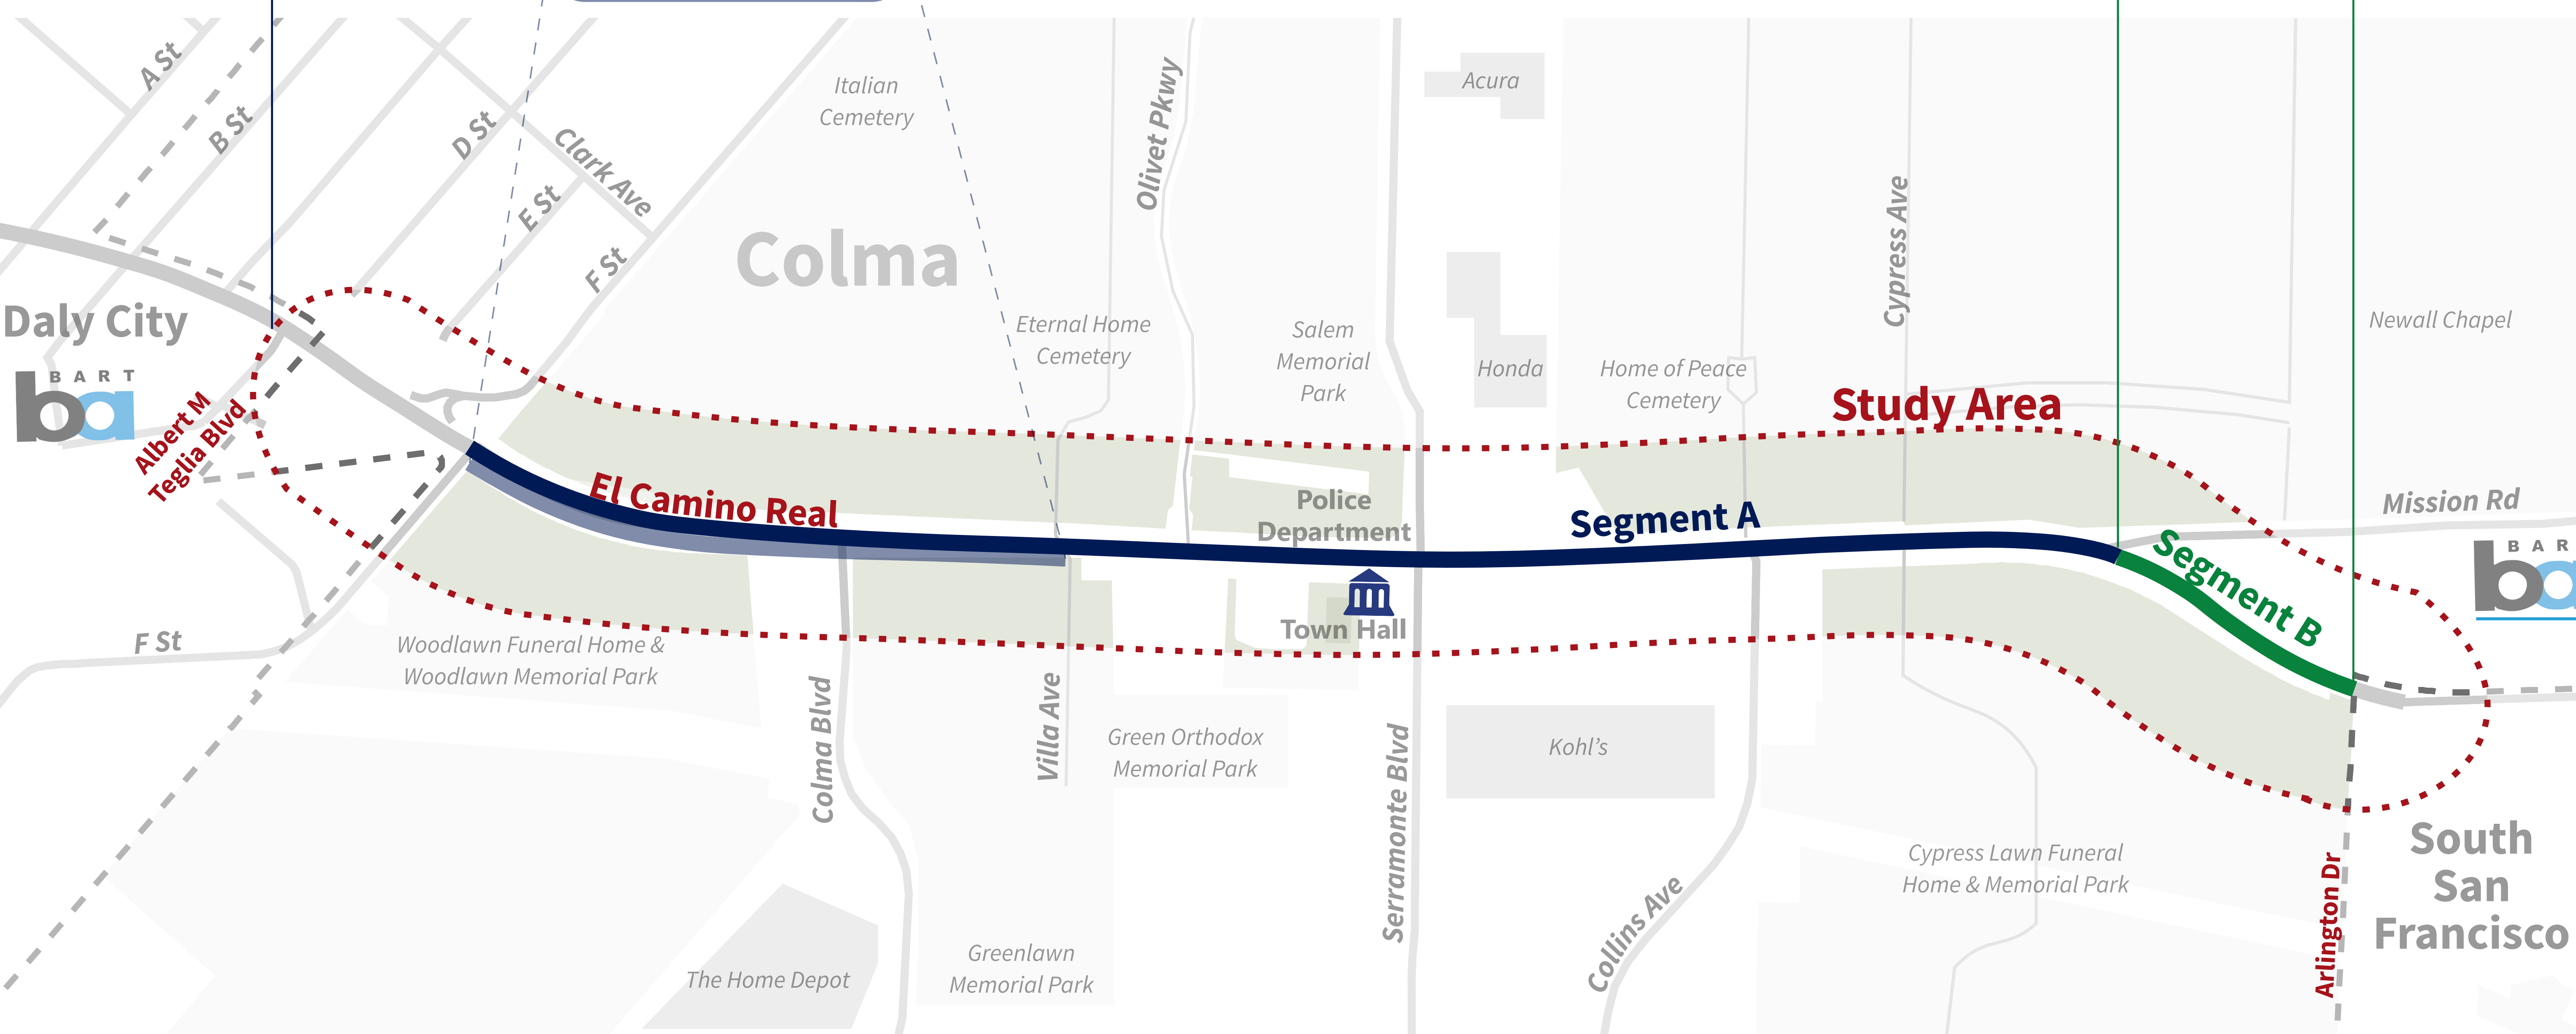 A St
B St
D St
Clark Ave
E St
F St
Italian
Cemetery
Olivet Pkwy
Acura
Cypress Ave
Colma
Daly City
BART
ba
Albert M
Teglia Blvd
Eternal Home
Cemetery
Salem
Memorial
Park
Honda
Home of Peace
Cemetery
Study Area
Newall Chapel
El Camino Real
Police
Department
Segment A
Mission Rd
Segment B
BAR
ba
F St
Woodlawn Funeral Home &
Woodlawn Memorial Park
Town Hall
Colma Blvd
Villa Ave
Green Orthodox
Memorial Park
Serramonte Blvd
Kohl’s
Collins Ave
Cypress Lawn Funeral
Home & Memorial Park
Arlington Dr
South
San
Francisco
The Home Depot
Greenlawn
Memorial Park